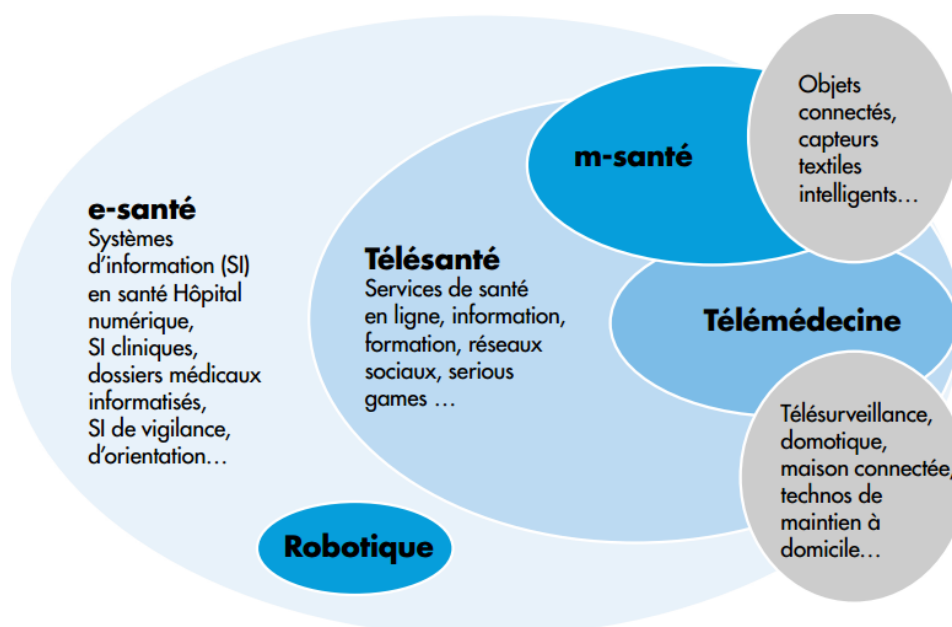 e-santé
Systèmes
d’information (SI)
en santé Hôpital
numérique,
SI cliniques,
dossiers médicaux
informatisés,
SI de vigilance,
d’orientation…
Télésanté
Services de santé
en ligne, information,
formation, réseaux
sociaux, serious
games …
m-santé
Objets
connectés,
capteurs
textiles
intelligents…
Télémédecine
Télésurveillance,
domotique,
maison connectée,
technos de
maintien à
domicile…
Robotique